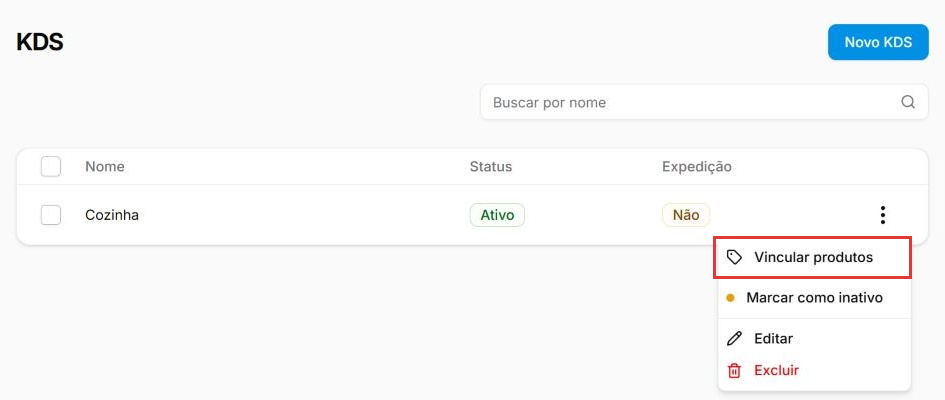 KDS
Novo KDS
Buscar por nome
Nome Status Expedição
Cozinha Ativo Não
Vincular produtos
Marcar como inativo
Editar
Excluir